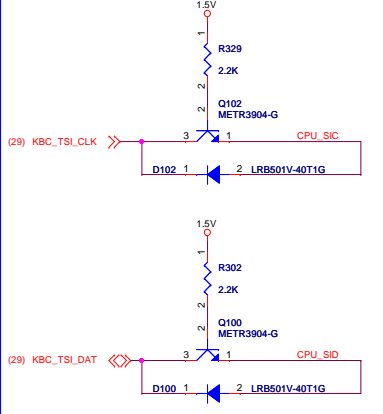 1.5V
1
R329
2.2K
2
2
Q102
METR3904-G
(29) KBC_TSI_CLK
3
1
CPU_SIC
D102
1
2
LRB501V-40T1G
1.5V
1
R302
2.2K
2
2
Q100
METR3904-G
(29) KBC_TSI_DAT
3
1
CPU_SID
D100
1
2
LRB501V-40T1G